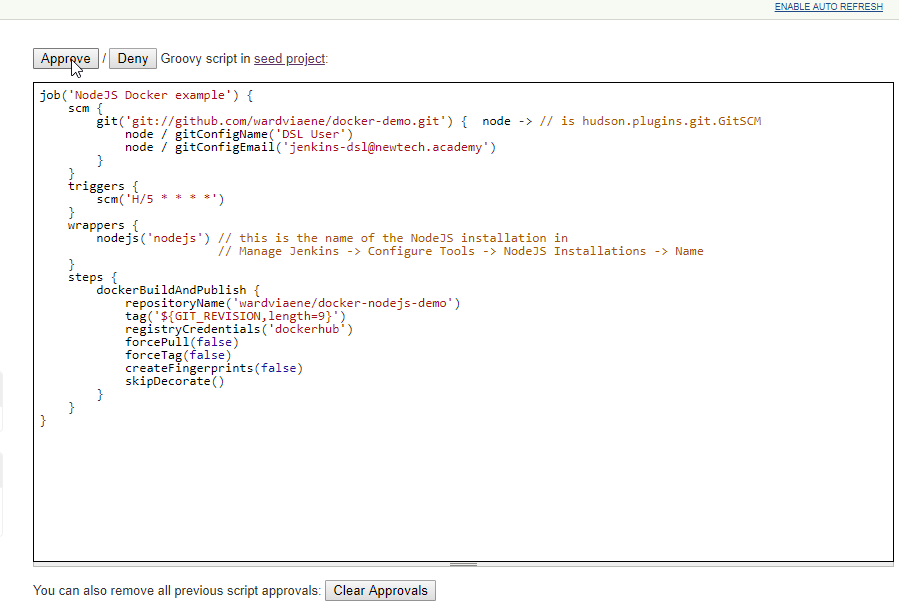 ENABLE AUTO REFRESH
Approve / Deny Groovy script in seed project:
job('NodeJS Docker example') {
    scm {
        git('git://github.com/wardviaene/docker-demo.git') {  node -> // is hudson.plugins.git.GitSCM
            node / gitConfigName('DSL User')
            node / gitConfigEmail('jenkins-dsl@newtech.academy')
        }
    }
    triggers {
        scm('H/5 * * * *')
    }
    wrappers {
        nodejs('nodejs') // this is the name of the NodeJS installation in
                         // Manage Jenkins -> Configure Tools -> NodeJS Installations -> Name
    }
    steps {
        dockerBuildAndPublish {
            repositoryName('wardviaene/docker-nodejs-demo')
            tag('${GIT_REVISION,length=9}')
            registryCredentials('dockerhub')
            forcePull(false)
            forceTag(false)
            createFingerprints(false)
            skipDecorate()
        }
    }
}
You can also remove all previous script approvals: Clear Approvals